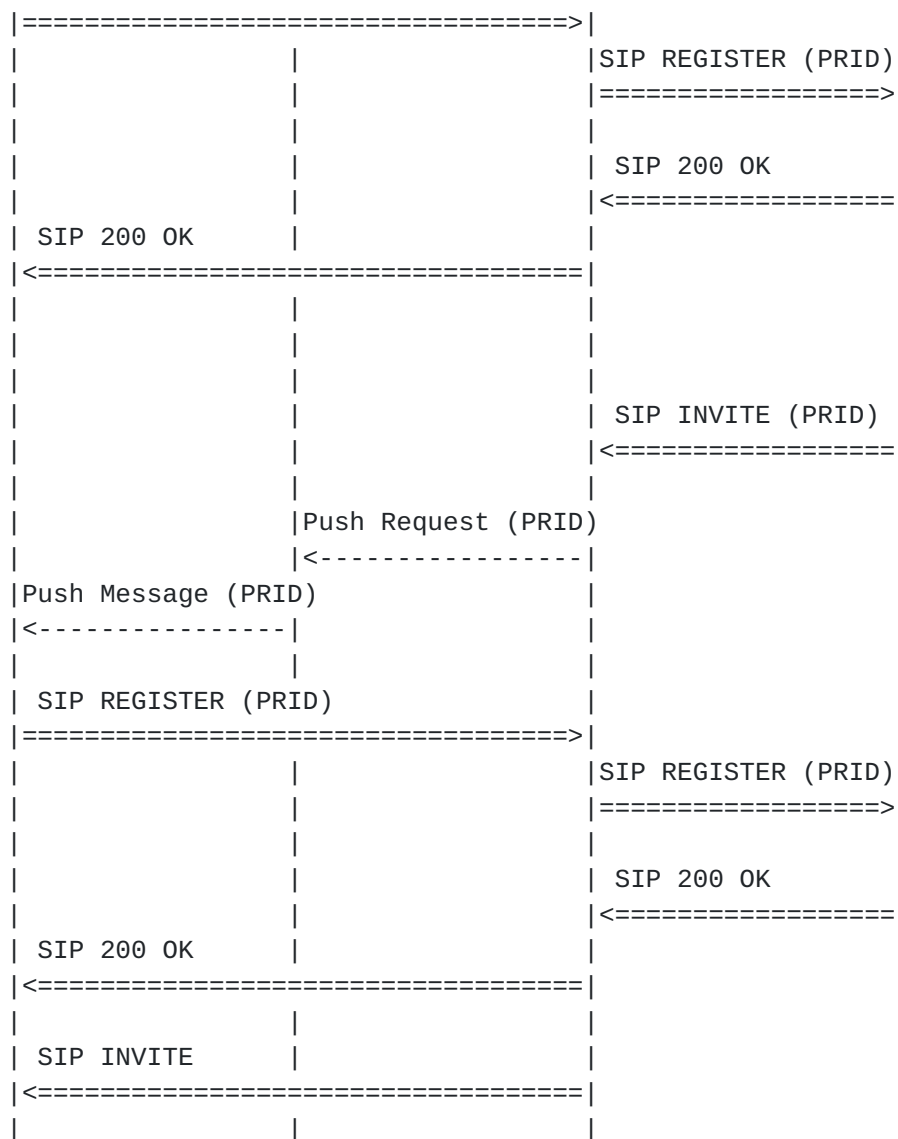 |===================================>|
|                  |                  |SIP REGISTER (PRID)
|                  |                  |==================>
|                  |                  |
|                  |                  | SIP 200 OK
|                  |                  |<==================
| SIP 200 OK       |                  |
|<===================================|
|                  |                  |
|                  |                  |
|                  |                  |
|                  |                  | SIP INVITE (PRID)
|                  |                  |<==================
|                  |                  |
|                  |Push Request (PRID)
|                  |<-----------------|
|Push Message (PRID)                  |
|<----------------|                  |
|                  |                  |
| SIP REGISTER (PRID)                 |
|===================================>|
|                  |                  |SIP REGISTER (PRID)
|                  |                  |==================>
|                  |                  |
|                  |                  | SIP 200 OK
|                  |                  |<==================
| SIP 200 OK       |                  |
|<===================================|
|                  |                  |
| SIP INVITE       |                  |
|<===================================|
|                  |                  |